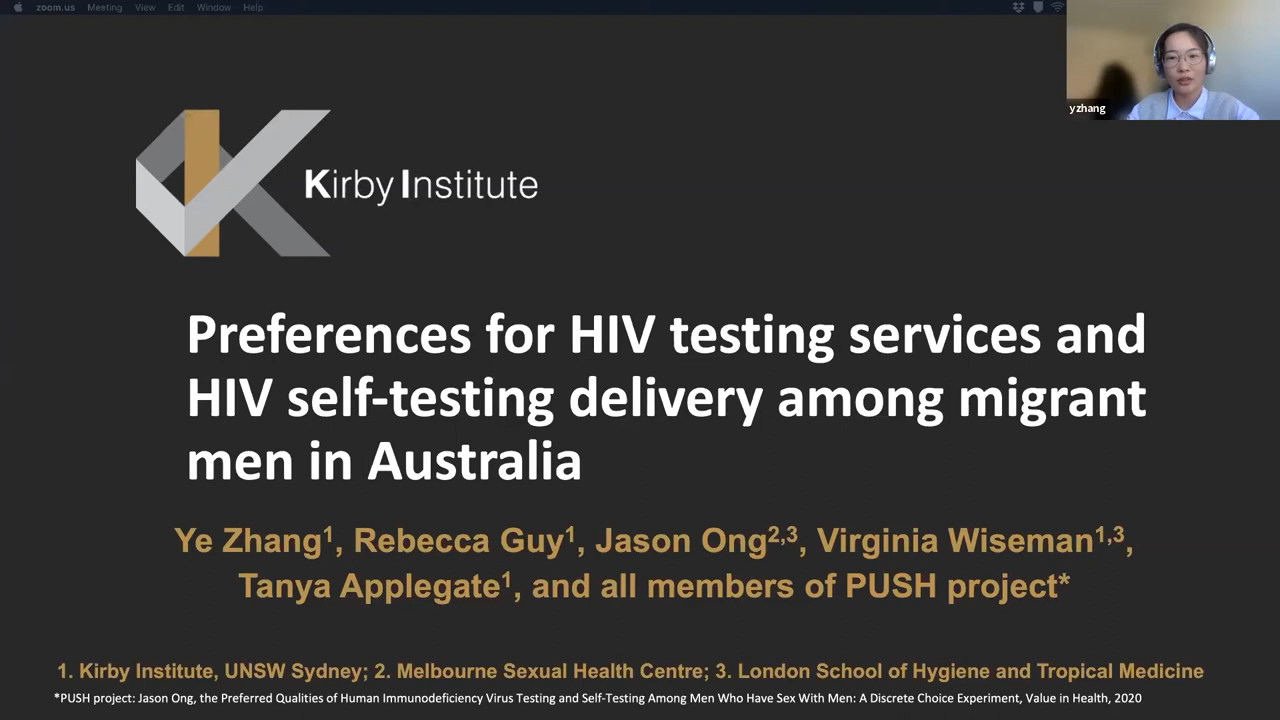 zoom.us Meeting View Edit Window Help
yzhang
Kirby Institute
Preferences for HIV testing services and
HIV self-testing delivery among migrant
men in Australia
Ye Zhang1, Rebecca Guy1, Jason Ong2,3, Virginia Wiseman1,3,
Tanya Applegate1, and all members of PUSH project*
1. Kirby Institute, UNSW Sydney; 2. Melbourne Sexual Health Centre; 3. London School of Hygiene and Tropical Medicine
*PUSH project: Jason Ong, the Preferred Qualities of Human Immunodeficiency Virus Testing and Self-Testing Among Men Who Have Sex With Men: A Discrete Choice Experiment, Value in Health, 2020